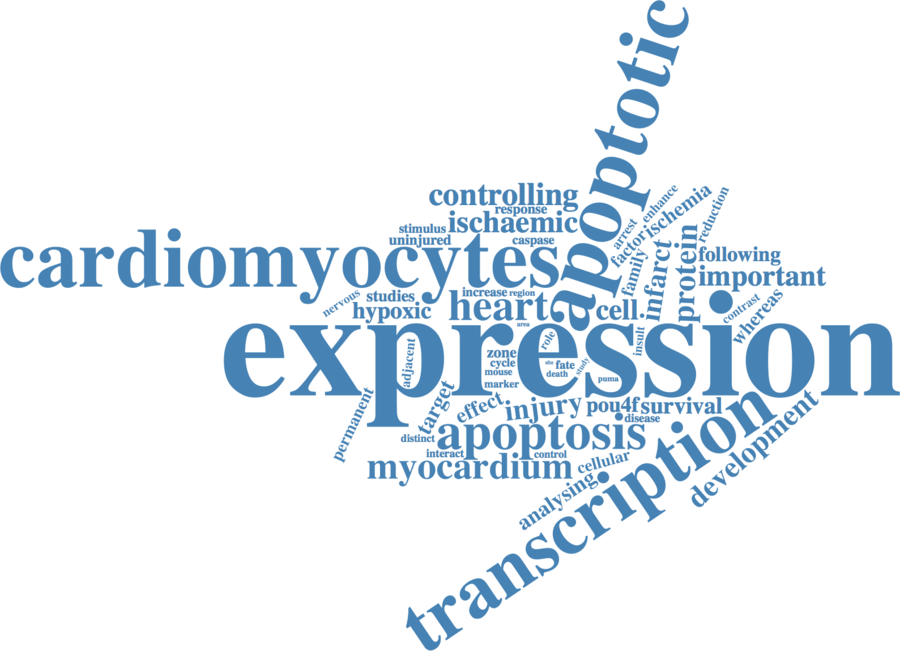 apoptotic
controlling
response
enhance
ischemia
reduction
stimulus
ischaemic
arrest
factor
uninjured
caspase
cardiomyocytes
family
infarct
protein
following
important
nervous
studies
increase
region
hypoxic
heart
cell
contrast
whereas
area
expression
adjacent
zone
role
insult
cycle
site
fate
study
mouse
death
marker
puma
permanent
target
effect
injury
pou4f
survival
disease
development
distinct
apoptosis
interact
control
myocardium
cellular
analysing
transcription